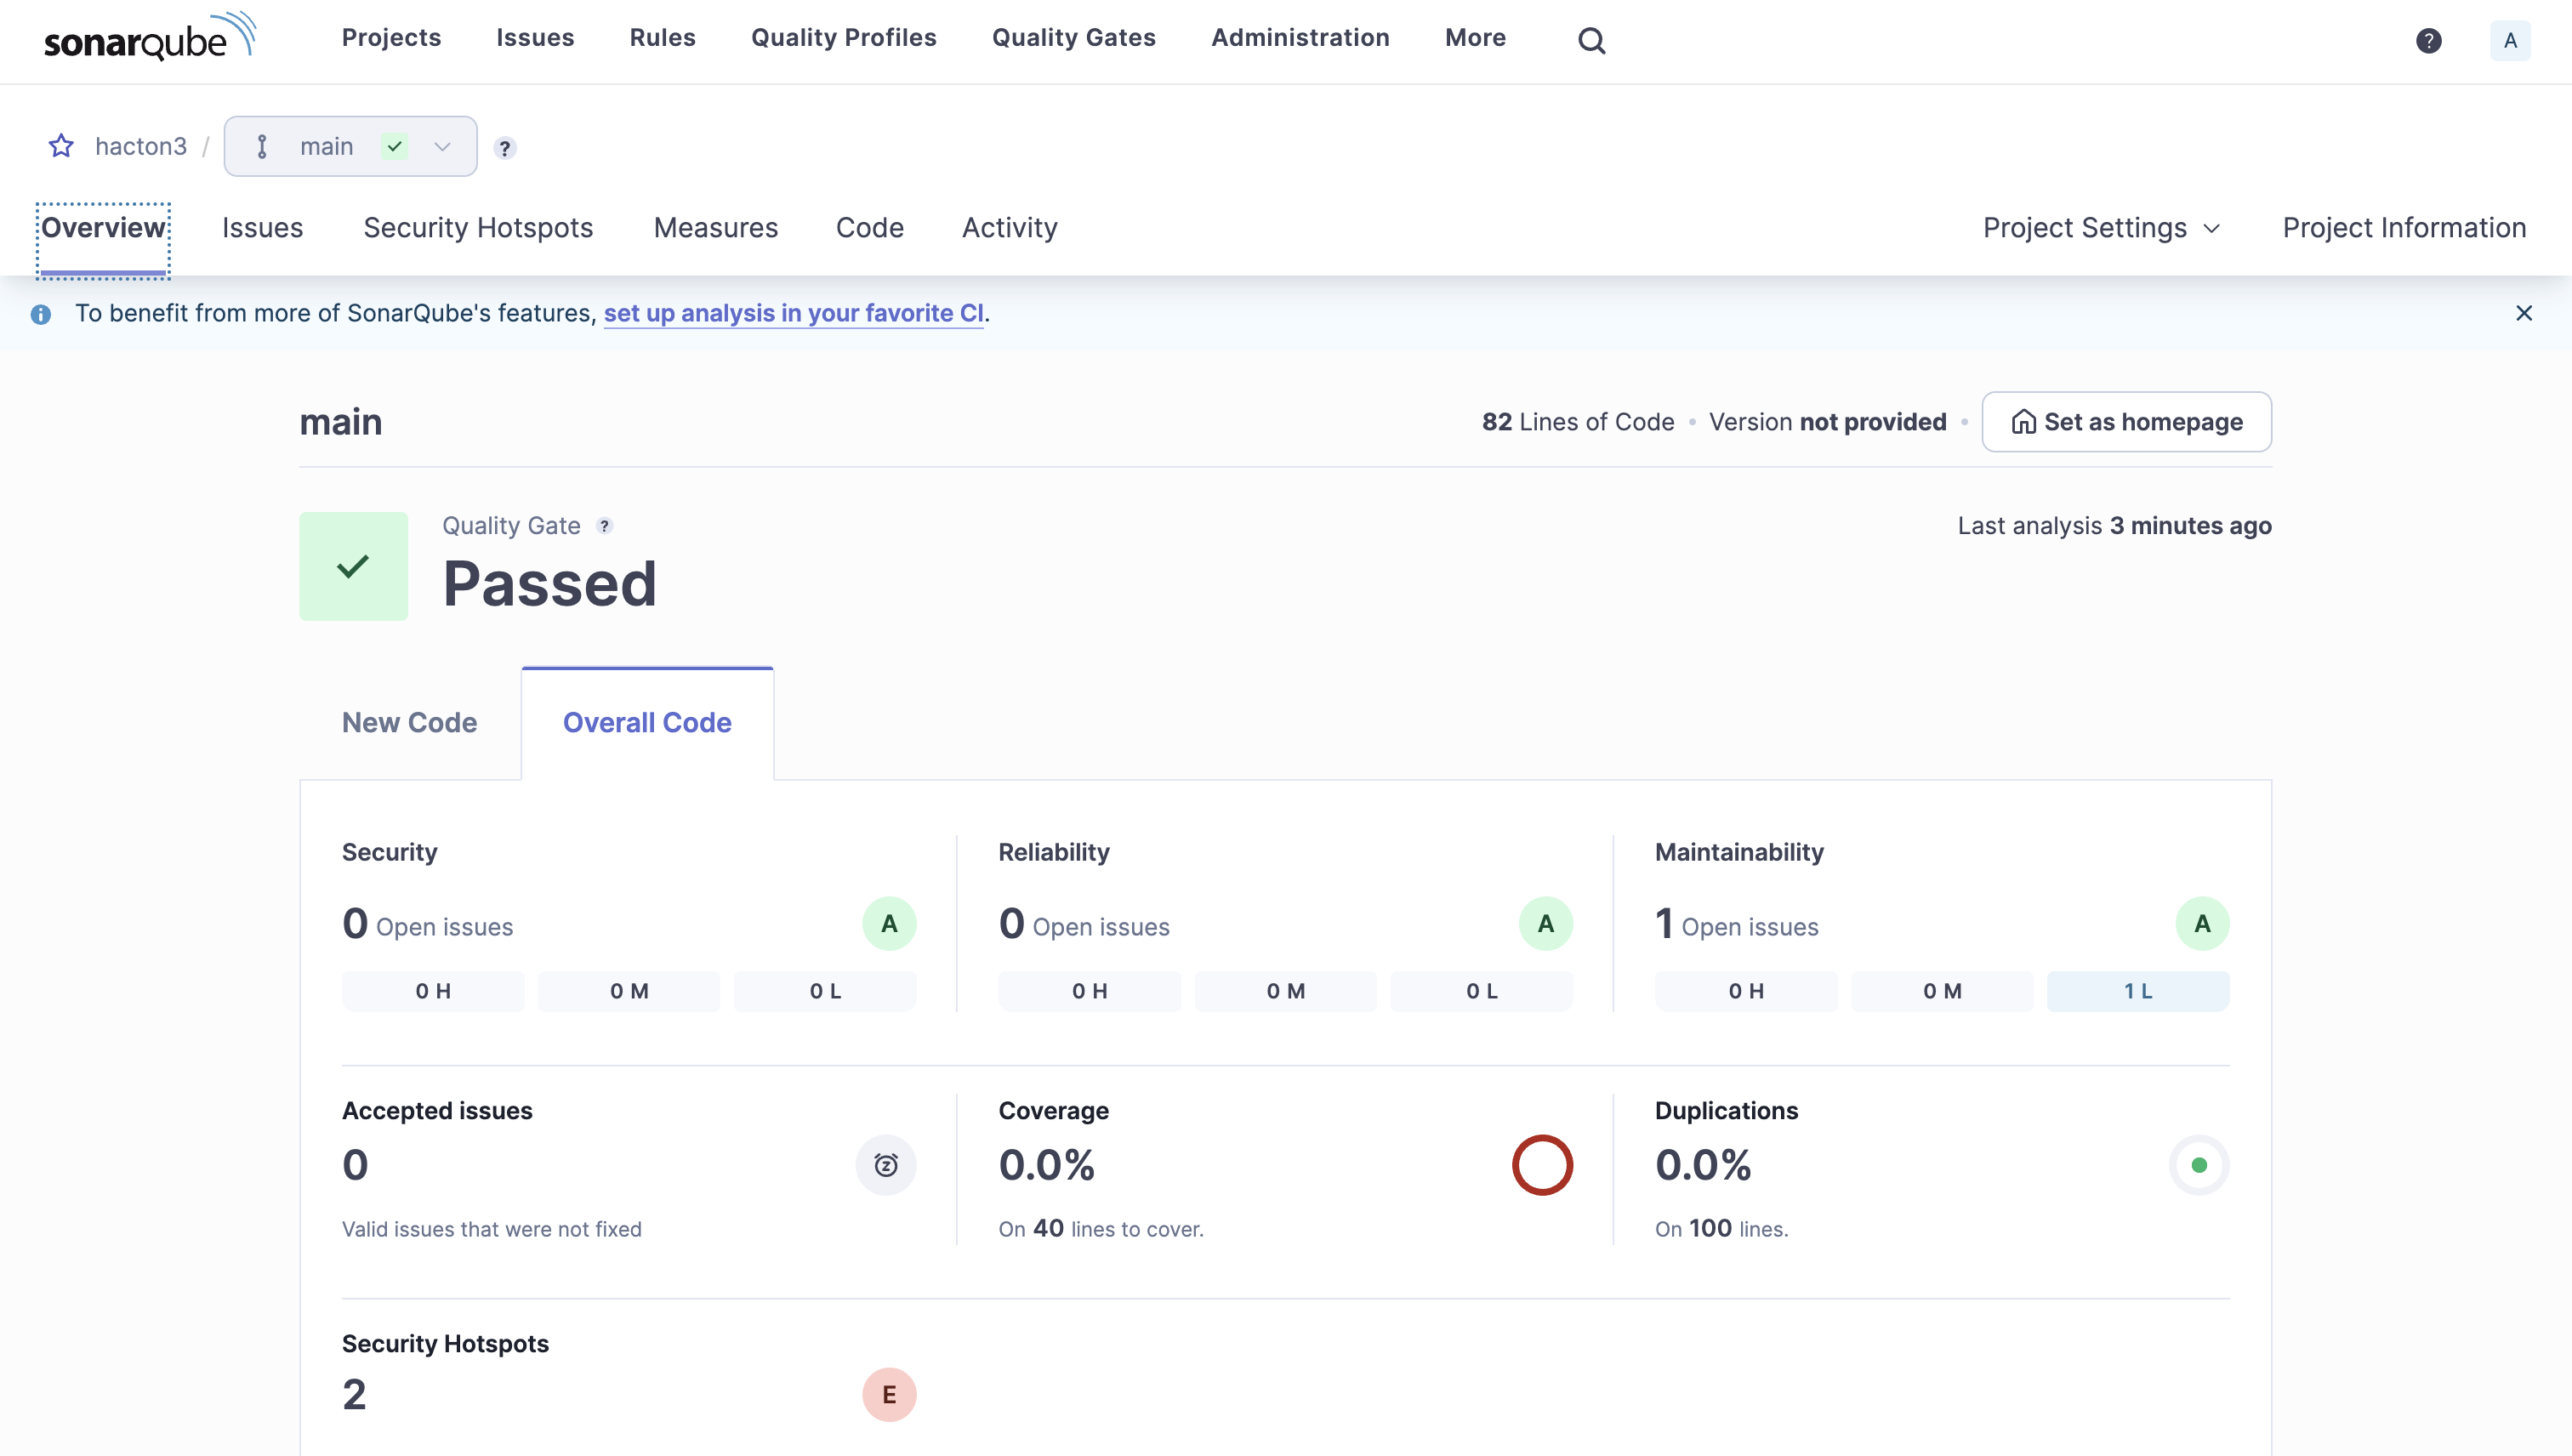 sonarqube
Projects Issues Rules Quality Profiles Quality Gates Administration More ? A
hacton3 / main ?
Overview Issues Security Hotspots Measures Code Activity Project Settings Project Information
To benefit from more of SonarQube's features, set up analysis in your favorite CI.
main 82 Lines of Code • Version not provided • Set as homepage
Quality Gate ? Last analysis 3 minutes ago
Passed
New Code Overall Code
Security Reliability Maintainability
0 Open issues A 0 Open issues A 1 Open issues A
0 H 0 M 0 L 0 H 0 M 0 L 0 H 0 M 1 L
Accepted issues Coverage Duplications
0 0.0% 0.0%
Valid issues that were not fixed On 40 lines to cover. On 100 lines.
Security Hotspots
2 E